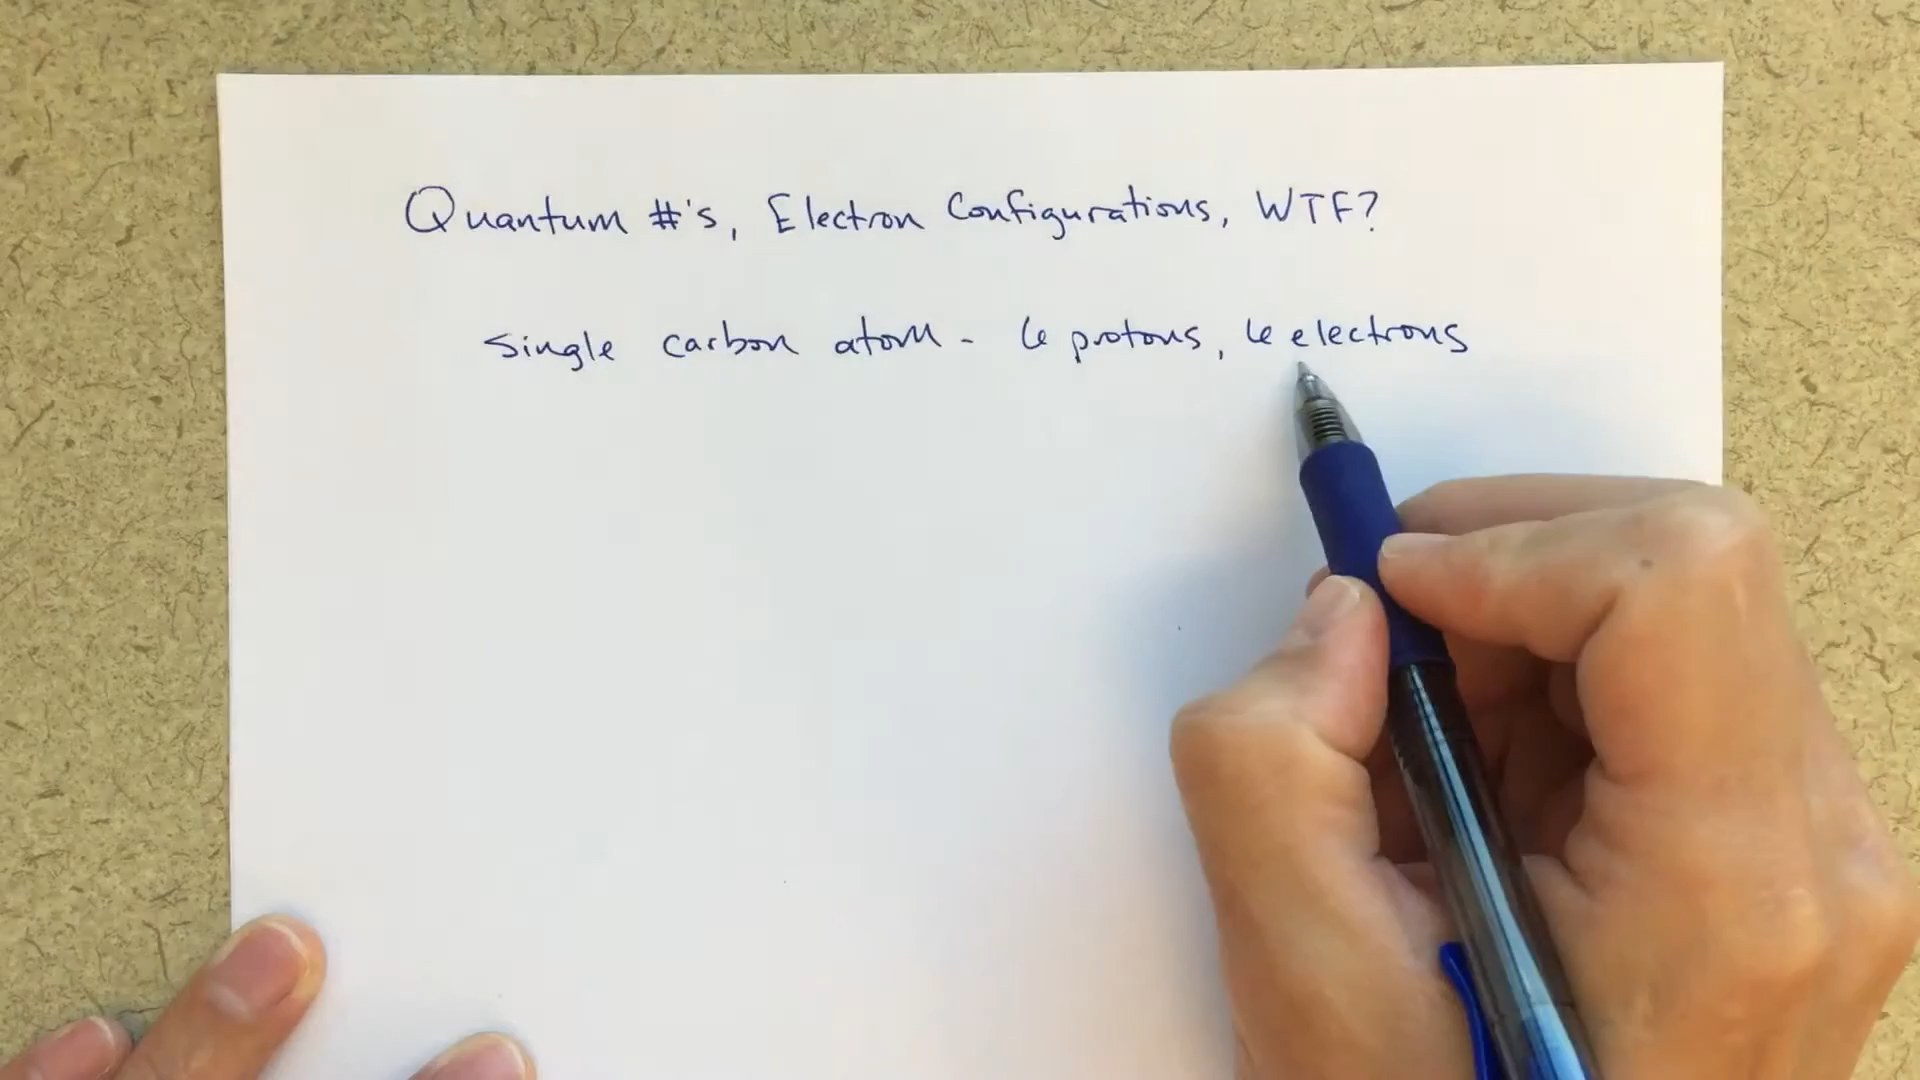 Quantum #'s, Electron Configurations, WTF?
Single carbon atom - 6 protons, 6 electrons